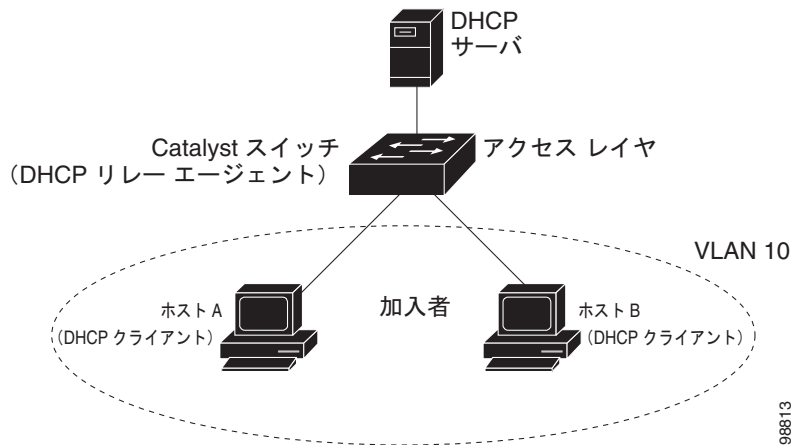 DHCP
サーバ
Catalyst スイッチ
(DHCP リレー エージェント)
アクセス レイヤ
VLAN 10
ホスト A
(DHCP クライアント)
加入者
ホスト B
(DHCP クライアント)
98813